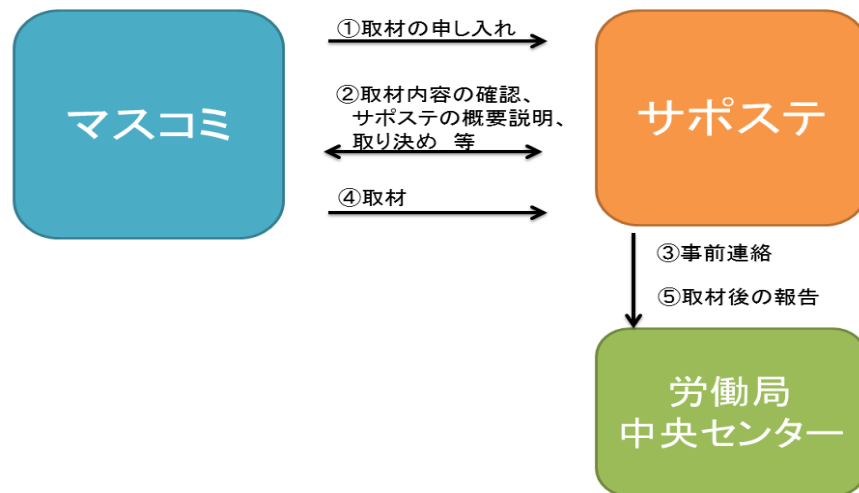 マスコミ
①取材の申し入れ
②取材内容の確認、
サポステの概要説明、
取り決め 等
④取材
サポステ
③事前連絡
⑤取材後の報告
労働局
中央センター